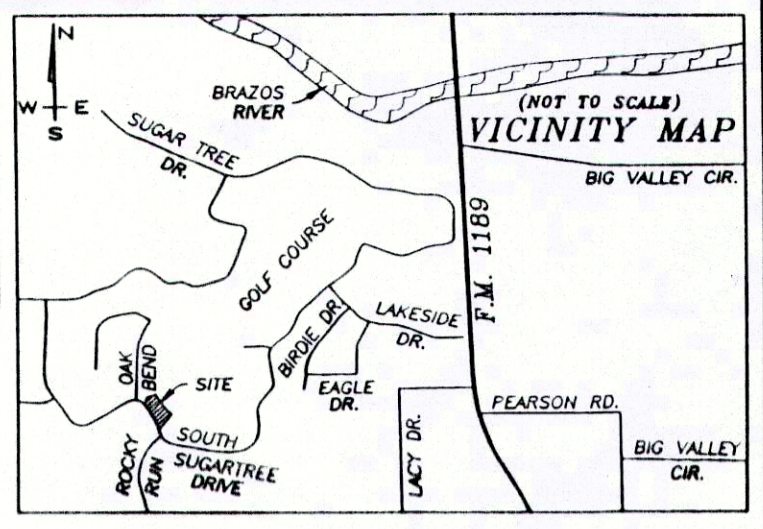 N
W E
S
BRAZOS
RIVER
(NOT TO SCALE)
VICINITY MAP
SUGAR TREE
DR.
BIG VALLEY CIR.
F.M. 1189
GOLF COURSE
BIRDIE DR.
LAKESIDE
DR.
OAK
BEND
SITE
EAGLE
DR.
PEARSON RD.
LACY DR.
SOUTH
SUGARTREE
DRIVE
ROCKY
RUN
BIG VALLEY
CIR.